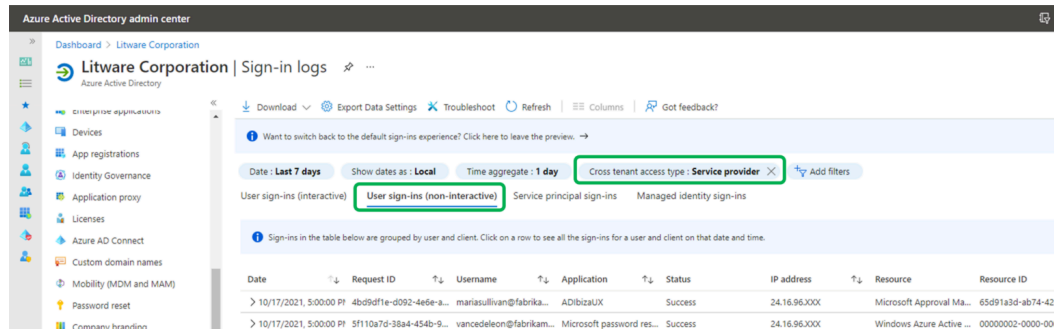 Azure Active Directory admin center
Dashboard > Litware Corporation
Litware Corporation | Sign-in logs
Azure Active Directory
Enterprise applications
Devices
App registrations
Identity Governance
Application proxy
Licenses
Azure AD Connect
Custom domain names
Mobility (MDM and MAM)
Password reset
Company branding
Download Export Data Settings Troubleshoot Refresh Columns Got feedback?
Want to switch back to the default sign-ins experience? Click here to leave the preview. →
Date : Last 7 days Show dates as : Local Time aggregate : 1 day Cross tenant access type : Service provider Add filters
User sign-ins (interactive) User sign-ins (non-interactive) Service principal sign-ins Managed identity sign-ins
Sign-ins in the table below are grouped by user and client. Click on a row to see all the sign-ins for a user and client on that date and time.
Date Request ID Username Application Status IP address Resource Resource ID
10/17/2021, 5:00:00 PM 4bd9df1e-d092-4e6e-a... mariasullivan@fabrika... ADIbizaUX Success 24.16.96.XXX Microsoft Approval Ma... 65d91a3d-ab74-42
10/17/2021, 5:00:00 PM 5f110a7d-38a4-454b-9... vancedeleon@fabrikam... Microsoft password res... Success 24.16.96.XXX Windows Azure Active ... 00000002-0000-00